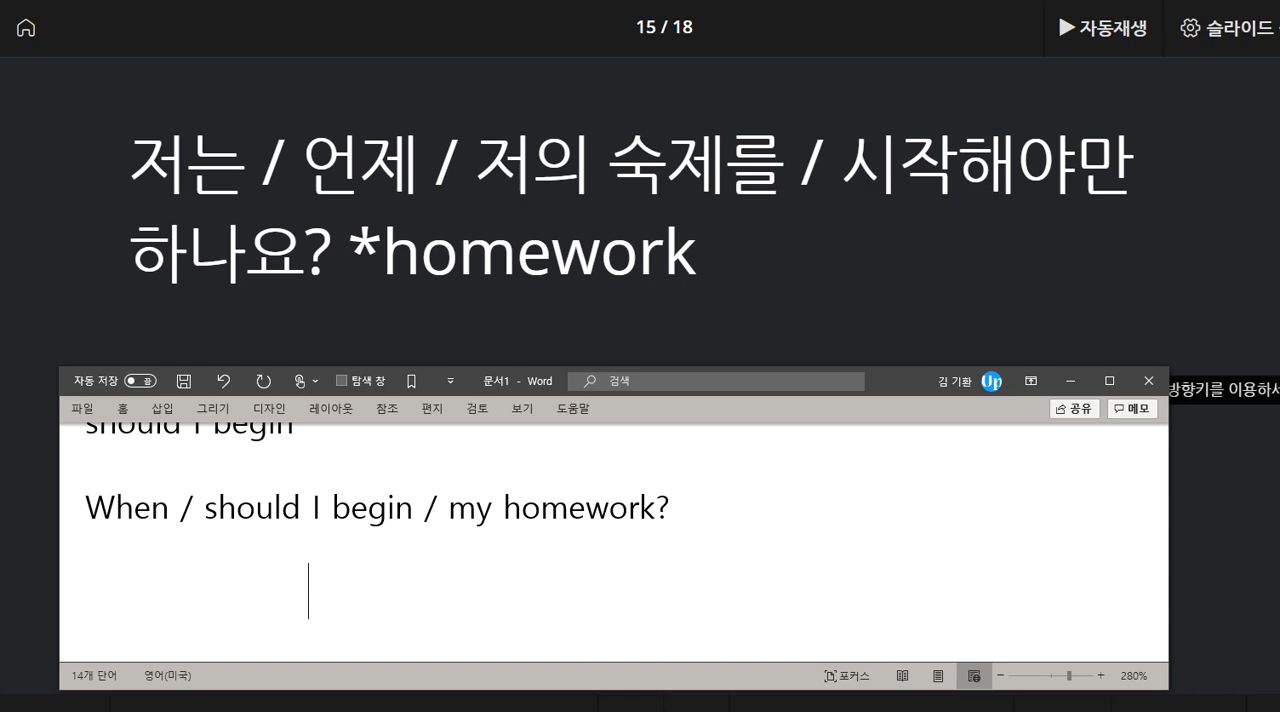 15 / 18
자동재생
슬라이드
저는 / 언제 / 저의 숙제를 / 시작해야만
하나요? *homework
자동 저장 끔 탐색 창 문서1 - Word 검색 김 기환 Up
방향키를 이용하세
파일 홈 삽입 그리기 디자인 레이아웃 참조 편지 검토 보기 도움말 공유 메모
should I begin
When / should I begin / my homework?
14개 단어 영어(미국) 포커스 280%